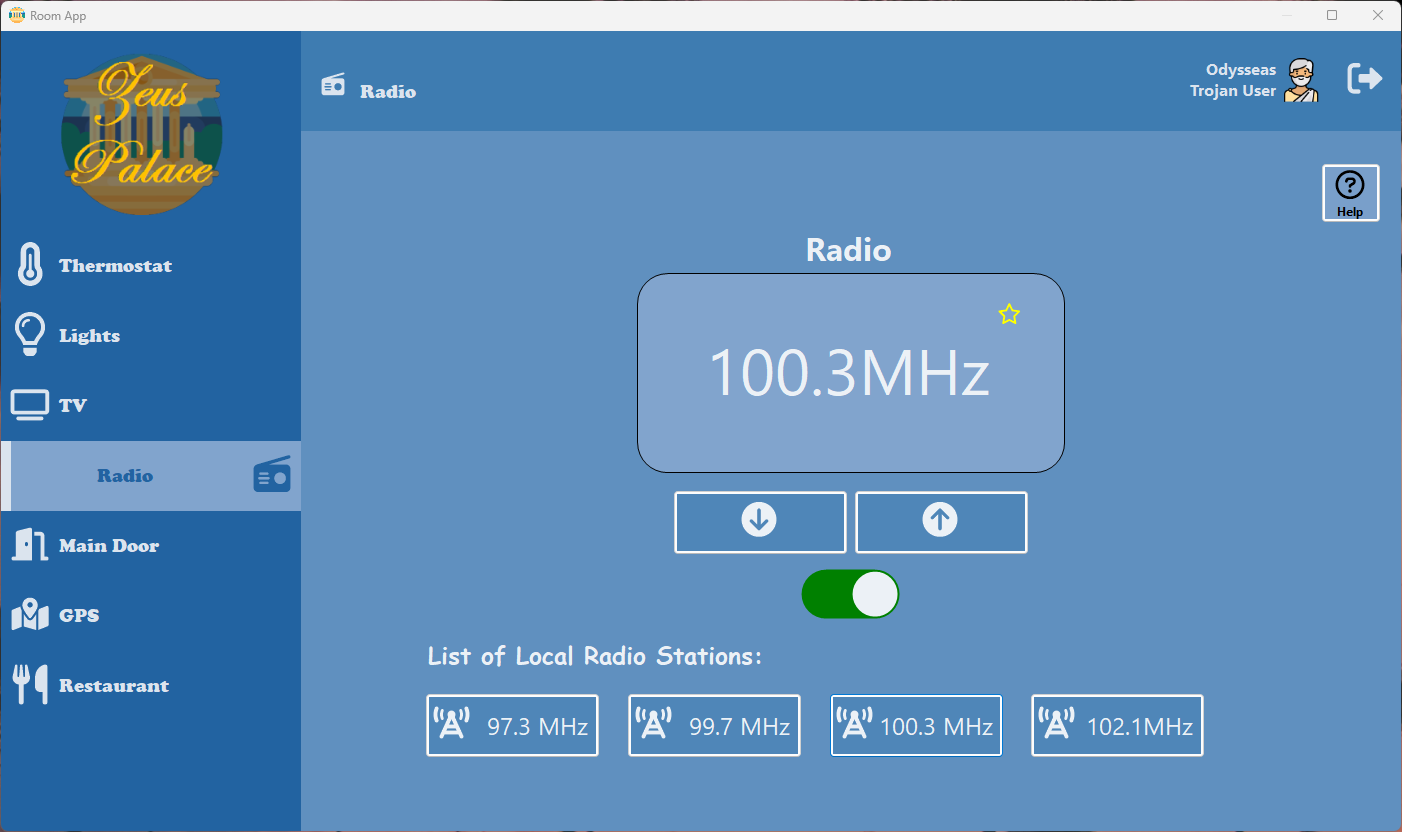 Room App
Zeus
Palace
Radio
Odysseas
Trojan User
Thermostat
Lights
TV
Radio
Main Door
GPS
Restaurant
Help
Radio
100.3MHz
List of Local Radio Stations:
97.3 MHz
99.7 MHz
100.3 MHz
102.1MHz